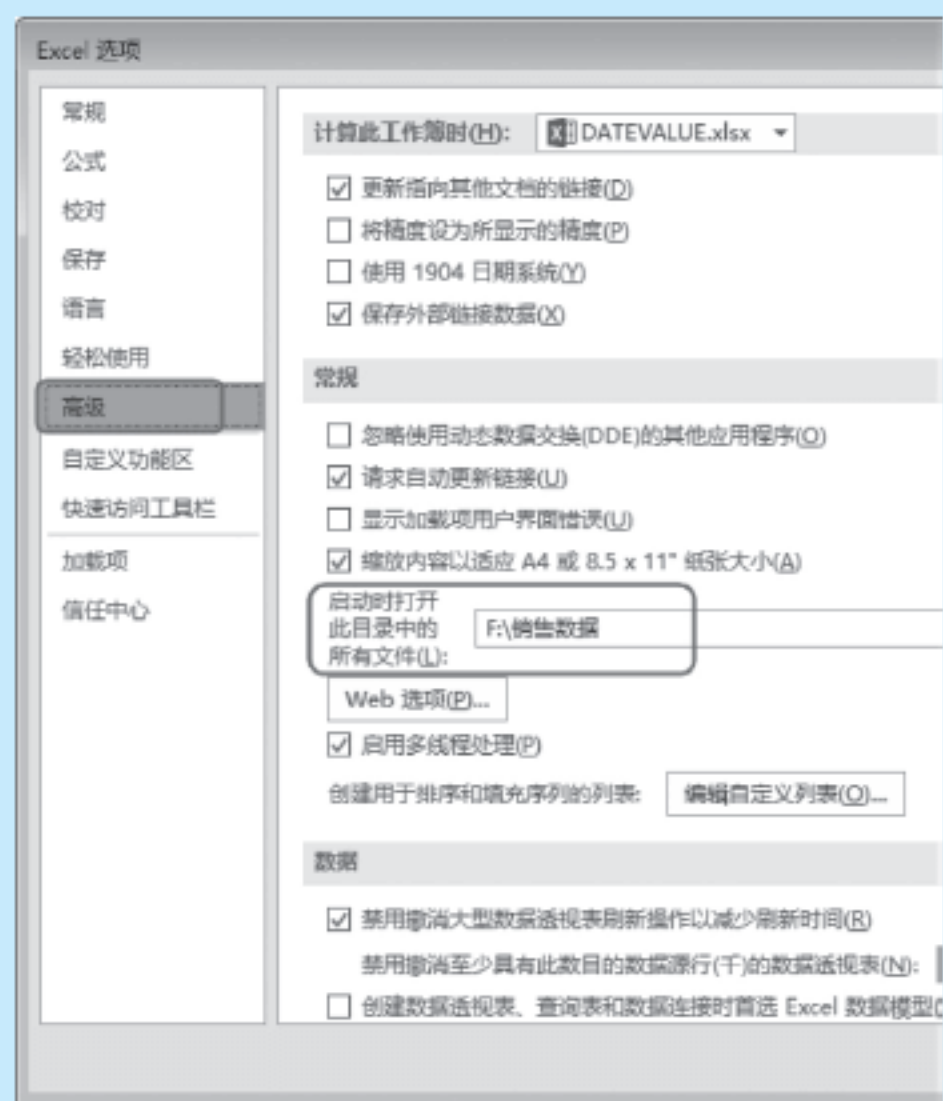 Excel 选项
常规
公式
校对
保存
语言
轻松使用
高级
自定义功能区
快速访问工具栏
加载项
信任中心
计算此工作簿时(H): DATEVALUE.xlsx
更新指向其他文档的链接(D)
将精度设为所显示的精度(P)
使用 1904 日期系统(Y)
保存外部链接数据(X)
常规
忽略使用动态数据交换(DDE)的其他应用程序(O)
请求自动更新链接(U)
显示加载项用户界面错误(U)
缩放内容以适应 A4 或 8.5 x 11" 纸张大小(A)
启动时打开
此目录中的 F:\销售数据
所有文件(L):
Web 选项(P)...
启用多线程处理(P)
创建用于排序和填充序列的列表: 编辑自定义列表(O)...
数据
禁用撤消大型数据透视表刷新操作以减少刷新时间(R)
禁用撤消至少具有此数目的数据源行(千)的数据透视表(N):
创建数据透视表、查询表和数据连接时首选 Excel 数据模型(